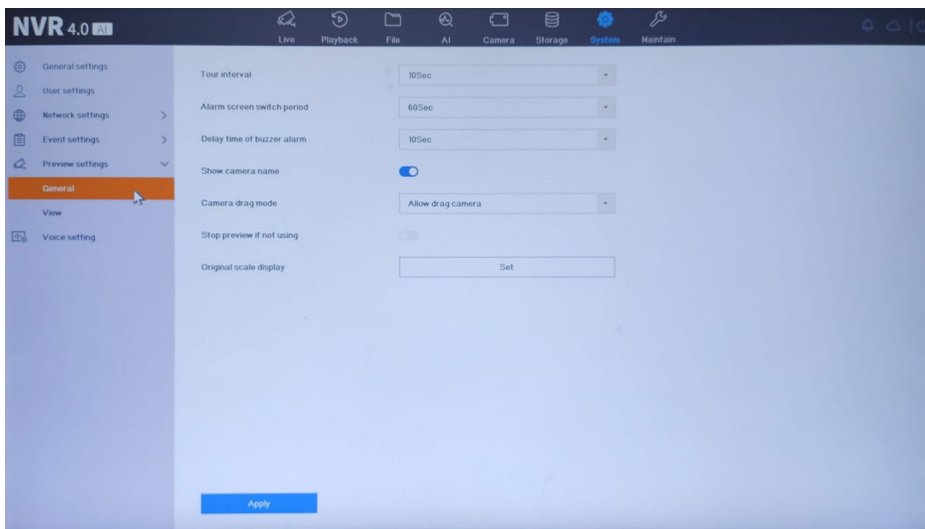 NVR 4.0 AI
Live Playback File AI Camera Storage System Maintain
General settings
User settings
Network settings
Event settings
Preview settings
General
View
Voice setting
Tour interval 10Sec
Alarm screen switch period 60Sec
Delay time of buzzer alarm 10Sec
Show camera name
Camera drag mode Allow drag camera
Stop preview if not using
Original scale display Set
Apply